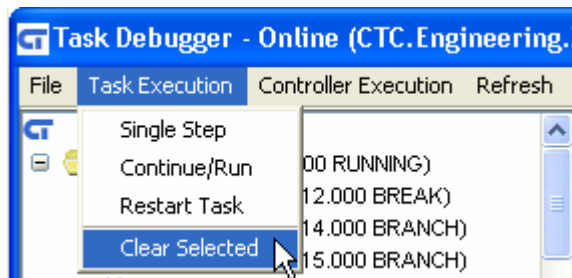 Task Debugger - Online (CTC.Engineering.
File Task Execution Controller Execution Refresh
Single Step
Continue/Run
00 RUNNING)
Restart Task
12.000 BREAK)
14.000 BRANCH)
Clear Selected
15.000 BRANCH)